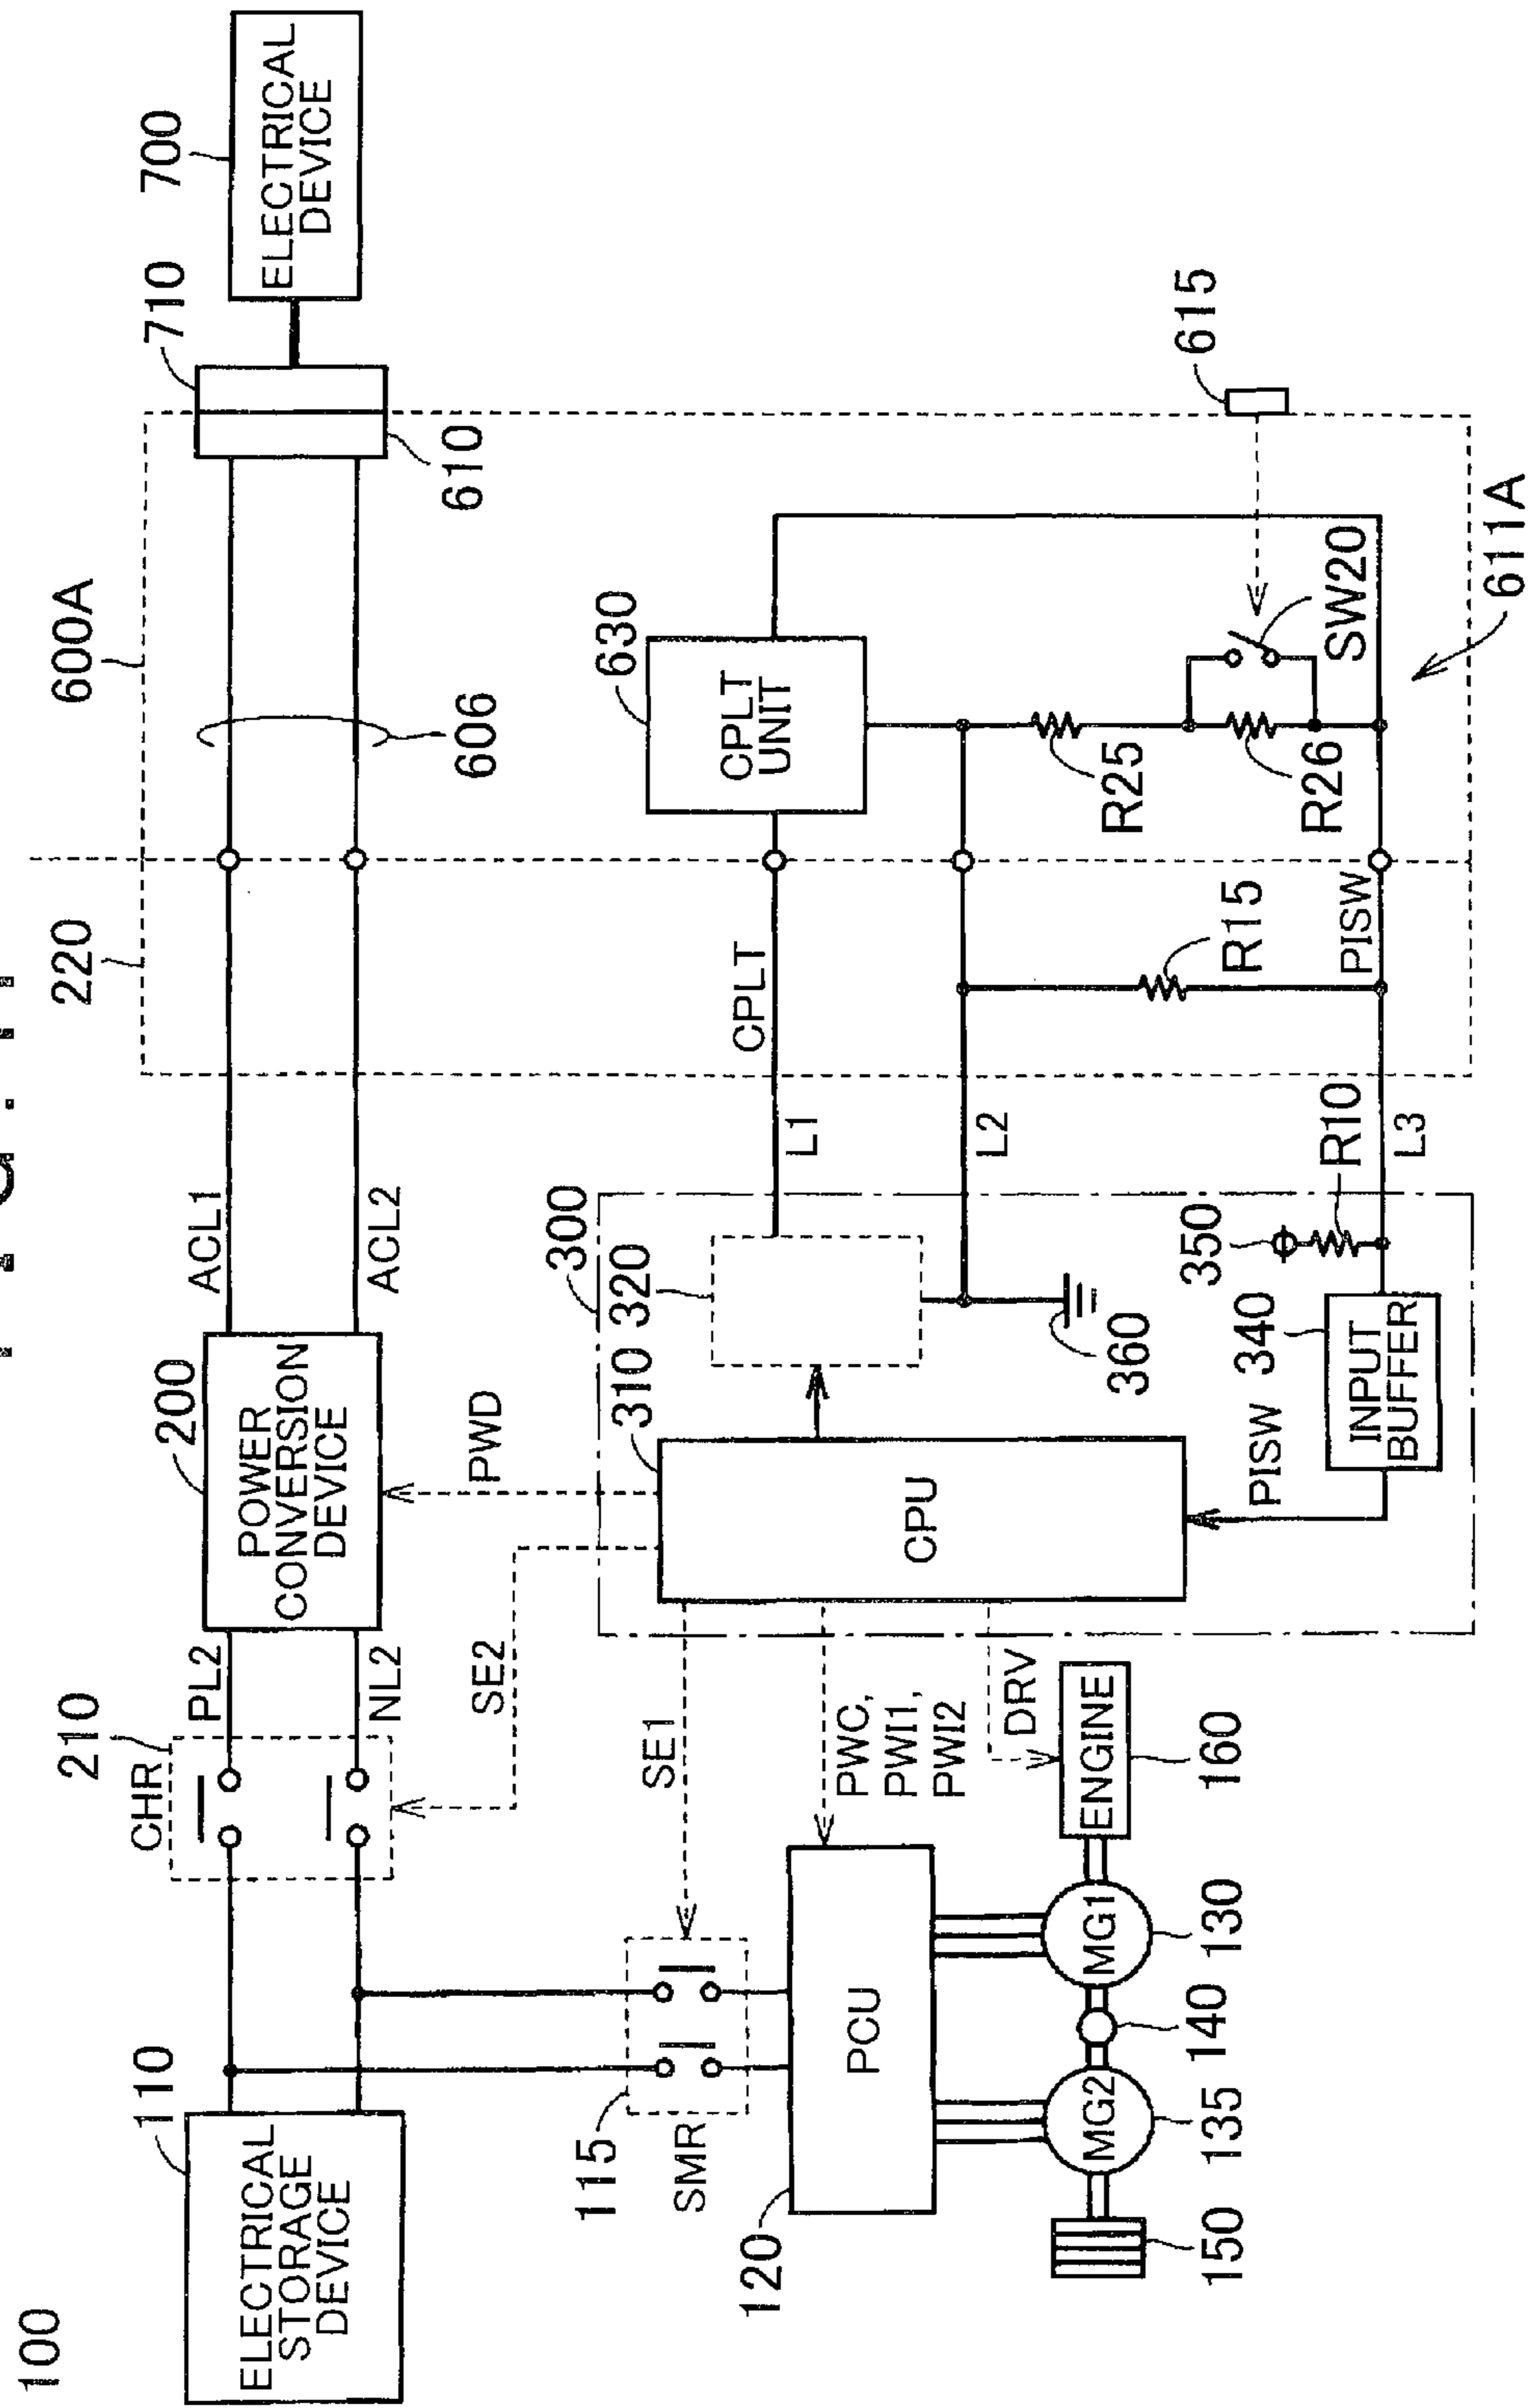 100
110
ELECTRICAL
STORAGE
DEVICE
210
CHR
PL2
NL2
200
POWER
CONVERSION
DEVICE
ACL1
ACL2
220
600A
606
610
710
700
ELECTRICAL
DEVICE
SE2
PWD
115
SMR
SE1
120
PCU
PWC,
PWI1,
PWI2
DRV
ENGINE
160
MG1
130
140
MG2
135
150
300
310
320
CPU
360
PISW
340
INPUT
BUFFER
350
R10
L1
L2
L3
CPLT
R15
PISW
630
CPLT
UNIT
R25
R26
SW20
615
611A